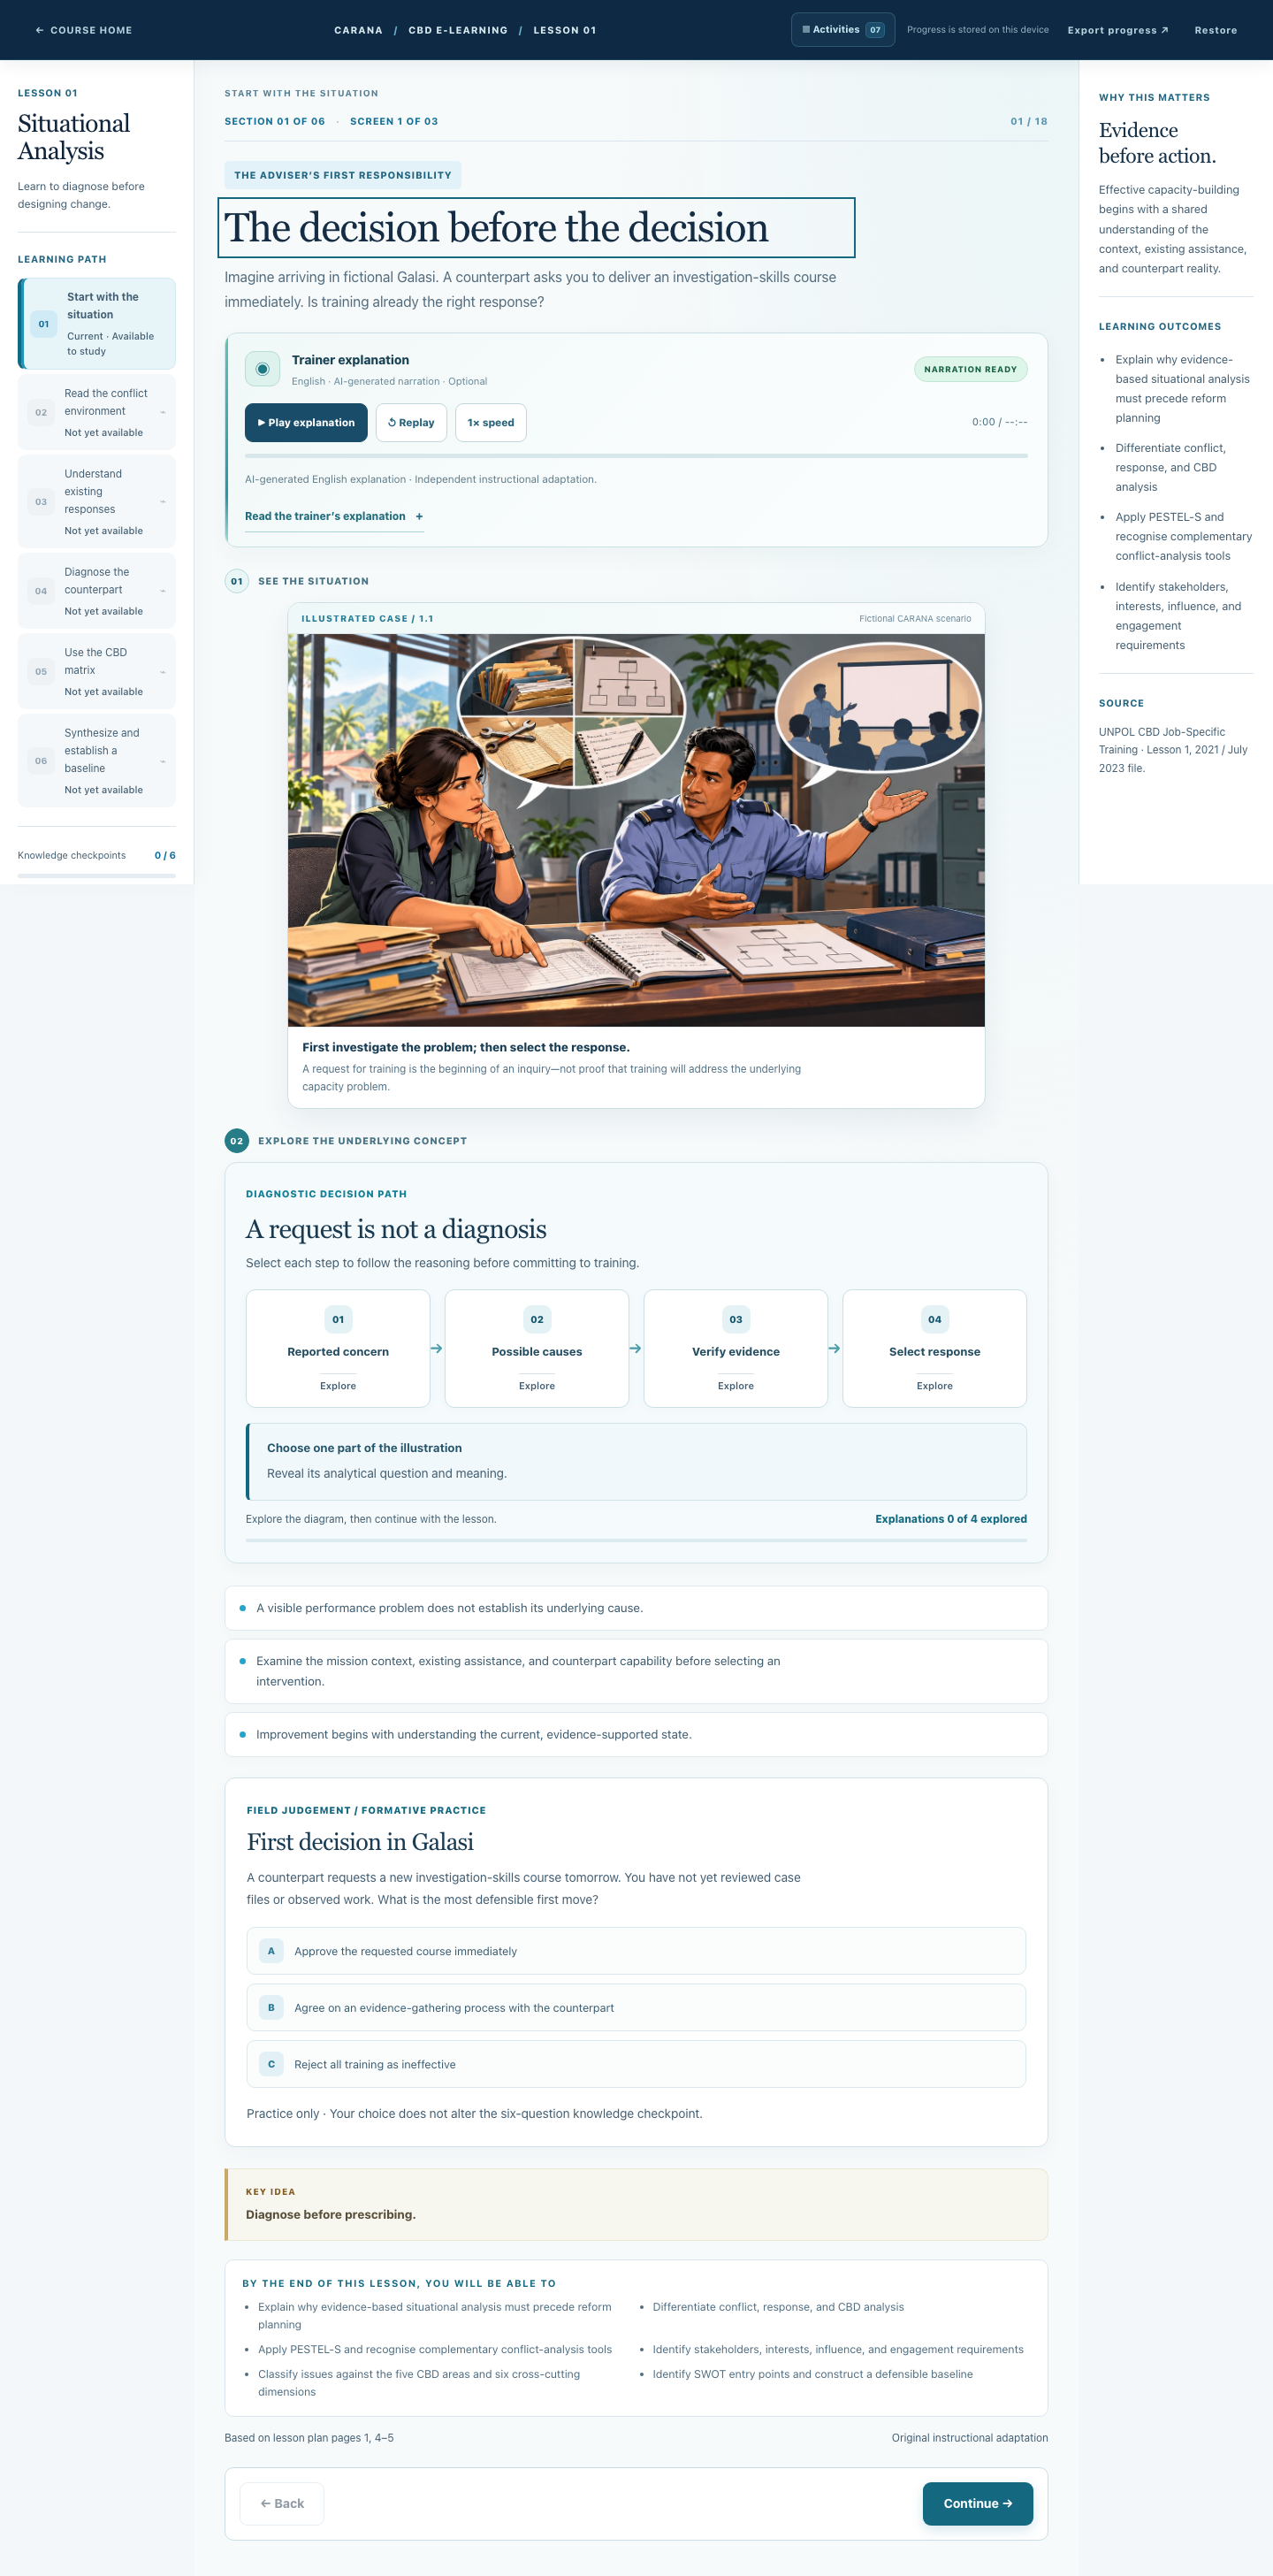 ← COURSE HOME
CARANA / CBD E-LEARNING / LESSON 01
Activities 07
Progress is stored on this device
Export progress ↗
Restore
LESSON 01
Situational
Analysis
Learn to diagnose before
designing change.
LEARNING PATH
01
Start with the
situation
Current · Available
to study
02
Read the conflict
environment
Not yet available
03
Understand
existing
responses
Not yet available
04
Diagnose the
counterpart
Not yet available
05
Use the CBD
matrix
Not yet available
06
Synthesize and
establish a
baseline
Not yet available
Knowledge checkpoints 0 / 6
START WITH THE SITUATION
SECTION 01 OF 06 · SCREEN 1 OF 03
01 / 18
THE ADVISER'S FIRST RESPONSIBILITY
The decision before the decision
Imagine arriving in fictional Galasi. A counterpart asks you to deliver an investigation-skills course
immediately. Is training already the right response?
Trainer explanation
English · AI-generated narration · Optional
NARRATION READY
▶ Play explanation
↺ Replay
1× speed
0:00 / --:--
AI-generated English explanation · Independent instructional adaptation.
Read the trainer's explanation +
01 SEE THE SITUATION
ILLUSTRATED CASE / 1.1
Fictional CARANA scenario
First investigate the problem; then select the response.
A request for training is the beginning of an inquiry—not proof that training will address the underlying
capacity problem.
02 EXPLORE THE UNDERLYING CONCEPT
DIAGNOSTIC DECISION PATH
A request is not a diagnosis
Select each step to follow the reasoning before committing to training.
01
Reported concern
Explore
→
02
Possible causes
Explore
→
03
Verify evidence
Explore
→
04
Select response
Explore
Choose one part of the illustration
Reveal its analytical question and meaning.
Explore the diagram, then continue with the lesson.
Explanations 0 of 4 explored
A visible performance problem does not establish its underlying cause.
Examine the mission context, existing assistance, and counterpart capability before selecting an
intervention.
Improvement begins with understanding the current, evidence-supported state.
FIELD JUDGEMENT / FORMATIVE PRACTICE
First decision in Galasi
A counterpart requests a new investigation-skills course tomorrow. You have not yet reviewed case
files or observed work. What is the most defensible first move?
A Approve the requested course immediately
B Agree on an evidence-gathering process with the counterpart
C Reject all training as ineffective
Practice only · Your choice does not alter the six-question knowledge checkpoint.
KEY IDEA
Diagnose before prescribing.
BY THE END OF THIS LESSON, YOU WILL BE ABLE TO
• Explain why evidence-based situational analysis must precede reform
planning
• Differentiate conflict, response, and CBD analysis
• Apply PESTEL-S and recognise complementary conflict-analysis tools
• Identify stakeholders, interests, influence, and engagement requirements
• Classify issues against the five CBD areas and six cross-cutting
dimensions
• Identify SWOT entry points and construct a defensible baseline
Based on lesson plan pages 1, 4–5
Original instructional adaptation
← Back
Continue →
WHY THIS MATTERS
Evidence
before action.
Effective capacity-building
begins with a shared
understanding of the
context, existing assistance,
and counterpart reality.
LEARNING OUTCOMES
• Explain why evidence-
based situational analysis
must precede reform
planning
• Differentiate conflict,
response, and CBD
analysis
• Apply PESTEL-S and
recognise complementary
conflict-analysis tools
• Identify stakeholders,
interests, influence, and
engagement
requirements
SOURCE
UNPOL CBD Job-Specific
Training · Lesson 1, 2021 / July
2023 file.